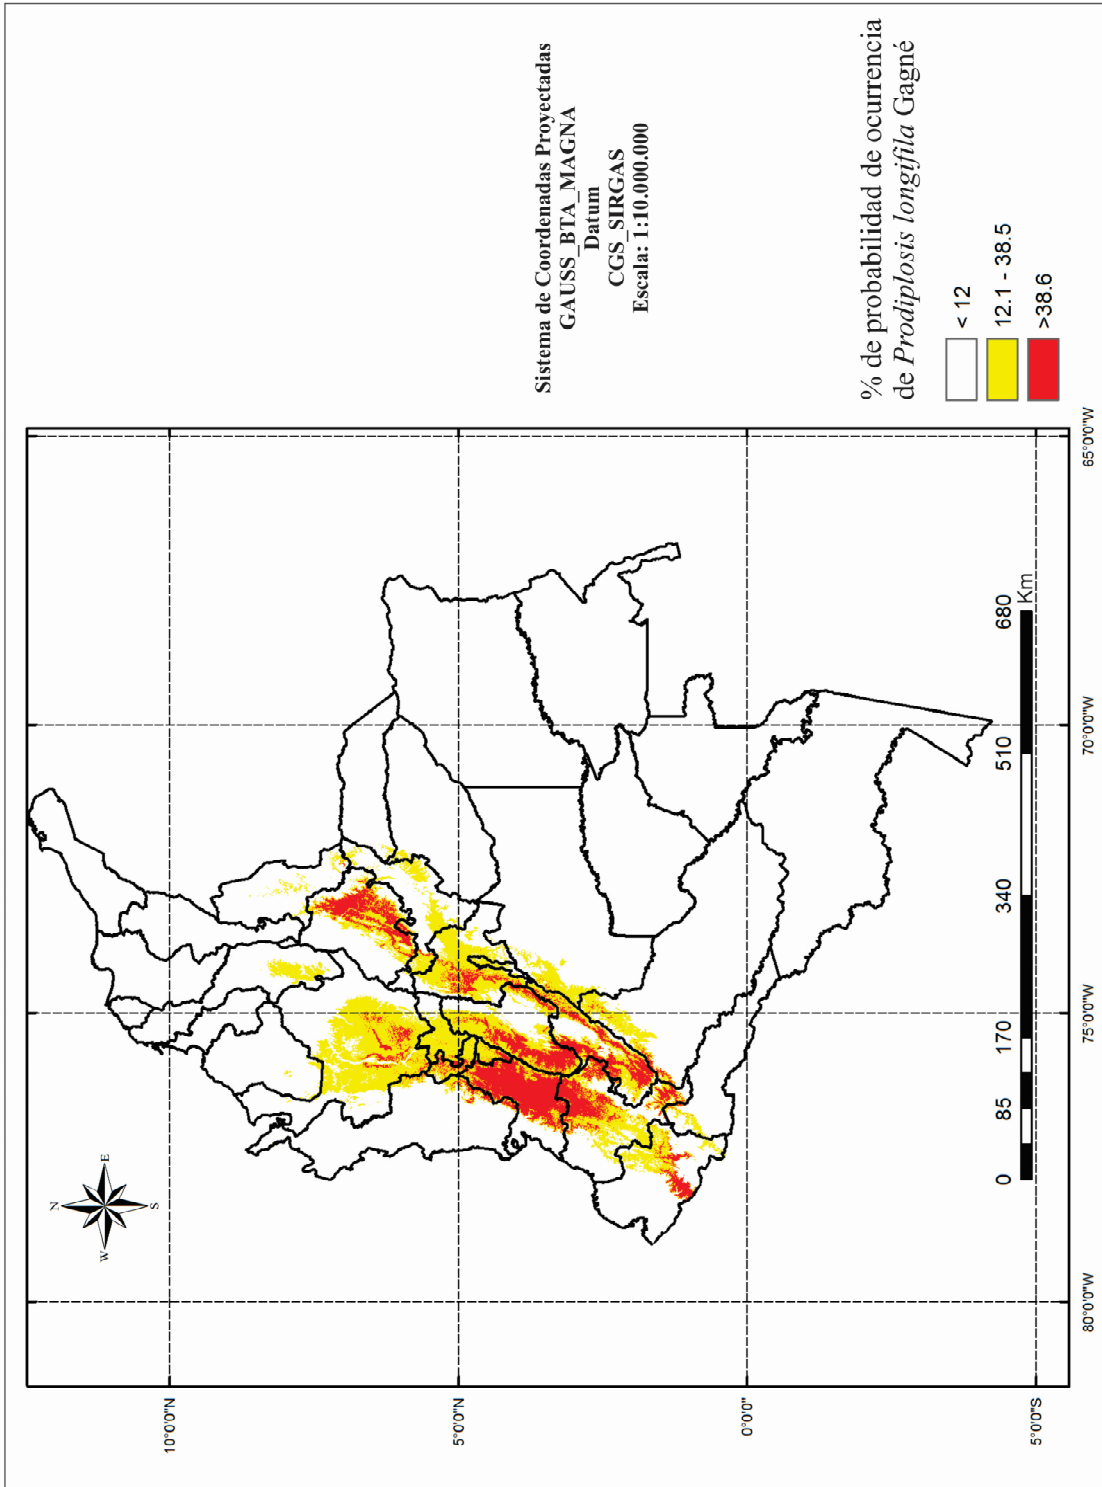 N
W
E
S
10°0'0"N
5°0'0"N
0°0'0"
5°0'0"S
80°0'0"W
75°0'0"W
70°0'0"W
65°0'0"W
0
85
170
340
510
680
Km
Sistema de Coordenadas Proyectadas
GAUSS_BTA_MAGNA
Datum
CGS_SIRGAS
Escala: 1:10.000.000
% de probabilidad de ocurrencia
de Prodiplosis longifila Gagné
< 12
12.1 - 38.5
>38.6